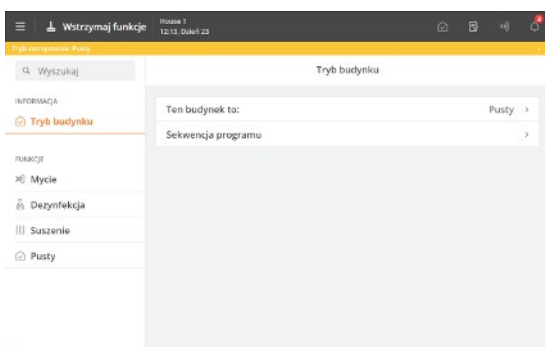 Wstrzymaj funkcje
House 1
12:13, Dzień 23
Tryb zatrzymania: Pusty
Wyszukaj
Tryb budynku
INFORMACJA
Tryb budynku
Ten budynek to:
Pusty
Sekwencja programu
FUNKCJE
Mycie
Dezynfekcja
Suszenie
Pusty